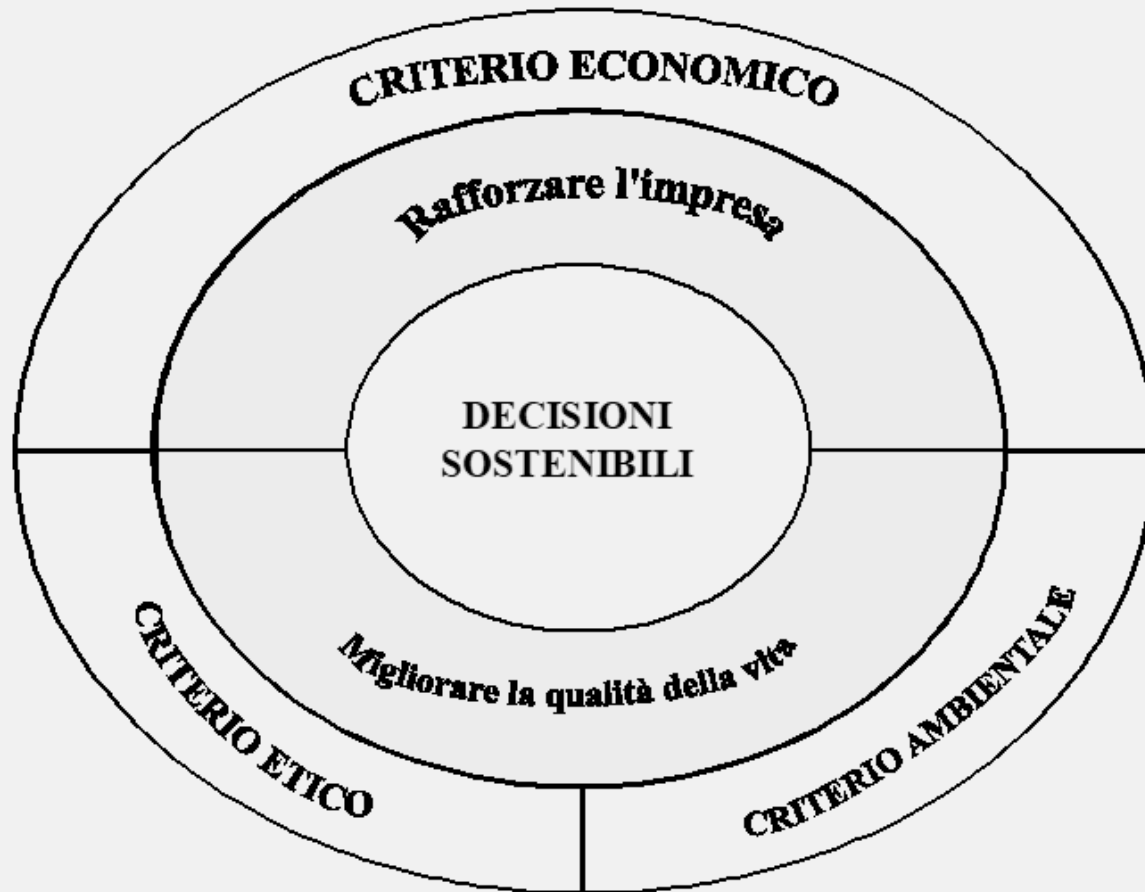 CRITERIO ECONOMICO
Rafforzare l'impresa
DECISIONI
SOSTENIBILI
Migliorare la qualità della vita
CRITERIO ETICO
CRITERIO AMBIENTALE